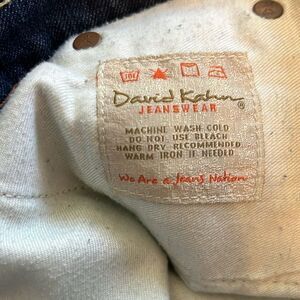 David Kahn®
JEANSWEAR
MACHINE WASH COLD
DO NOT USE BLEACH
HANG DRY RECOMMENDED
WARM IRON IF NEEDED
We Are a Jeans Nation